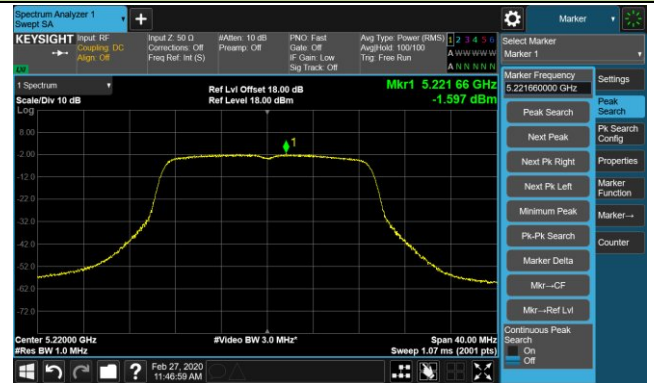 Spectrum Analyzer 1
Swept SA
Marker
KEYSIGHT
Input: RF
Coupling: DC
Align: Off
Input Z: 50 Ω
Corrections: Off
Freq Ref: Int (S)
#Atten: 10 dB
Preamp: Off
PNO: Fast
Gate: Off
IF Gain: Low
Sig Track: Off
Avg Type: Power (RMS)
Avg|Hold: 100/100
Trig: Free Run
1 2 3 4 5 6
A W W W W W
A N N N N N
Select Marker
Marker 1
1 Spectrum
Scale/Div 10 dB
Log
Ref Lvl Offset 18.00 dB
Ref Level 18.00 dBm
Mkr1 5.221 66 GHz
-1.597 dBm
8.00
-2.00
-12.0
-22.0
-32.0
-42.0
-52.0
-62.0
-72.0
1
Center 5.22000 GHz
#Res BW 1.0 MHz
#Video BW 3.0 MHz*
Span 40.00 MHz
Sweep 1.07 ms (2001 pts)
Marker Frequency
5.221660000 GHz
Peak Search
Next Peak
Next Pk Right
Next Pk Left
Minimum Peak
Pk-Pk Search
Marker Delta
Mkr→CF
Mkr→Ref Lvl
Continuous Peak
Search
On
Off
Settings
Peak
Search
Pk Search
Config
Properties
Marker
Function
Marker→
Counter
?
Feb 27, 2020
11:46:59 AM